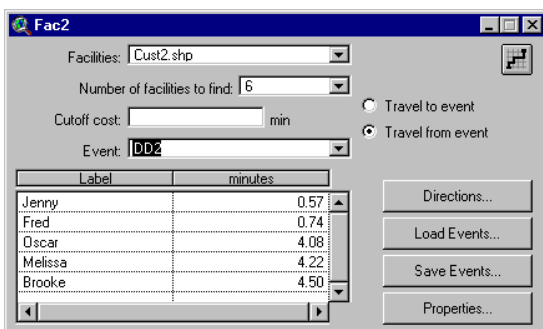 Fac2
Facilities: Cust2.shp
Number of facilities to find: 6
Cutoff cost: min
Event: DD2
Travel to event
Travel from event
Label minutes
Jenny 0.57
Fred 0.74
Oscar 4.08
Melissa 4.22
Brooke 4.50
Directions...
Load Events...
Save Events...
Properties...